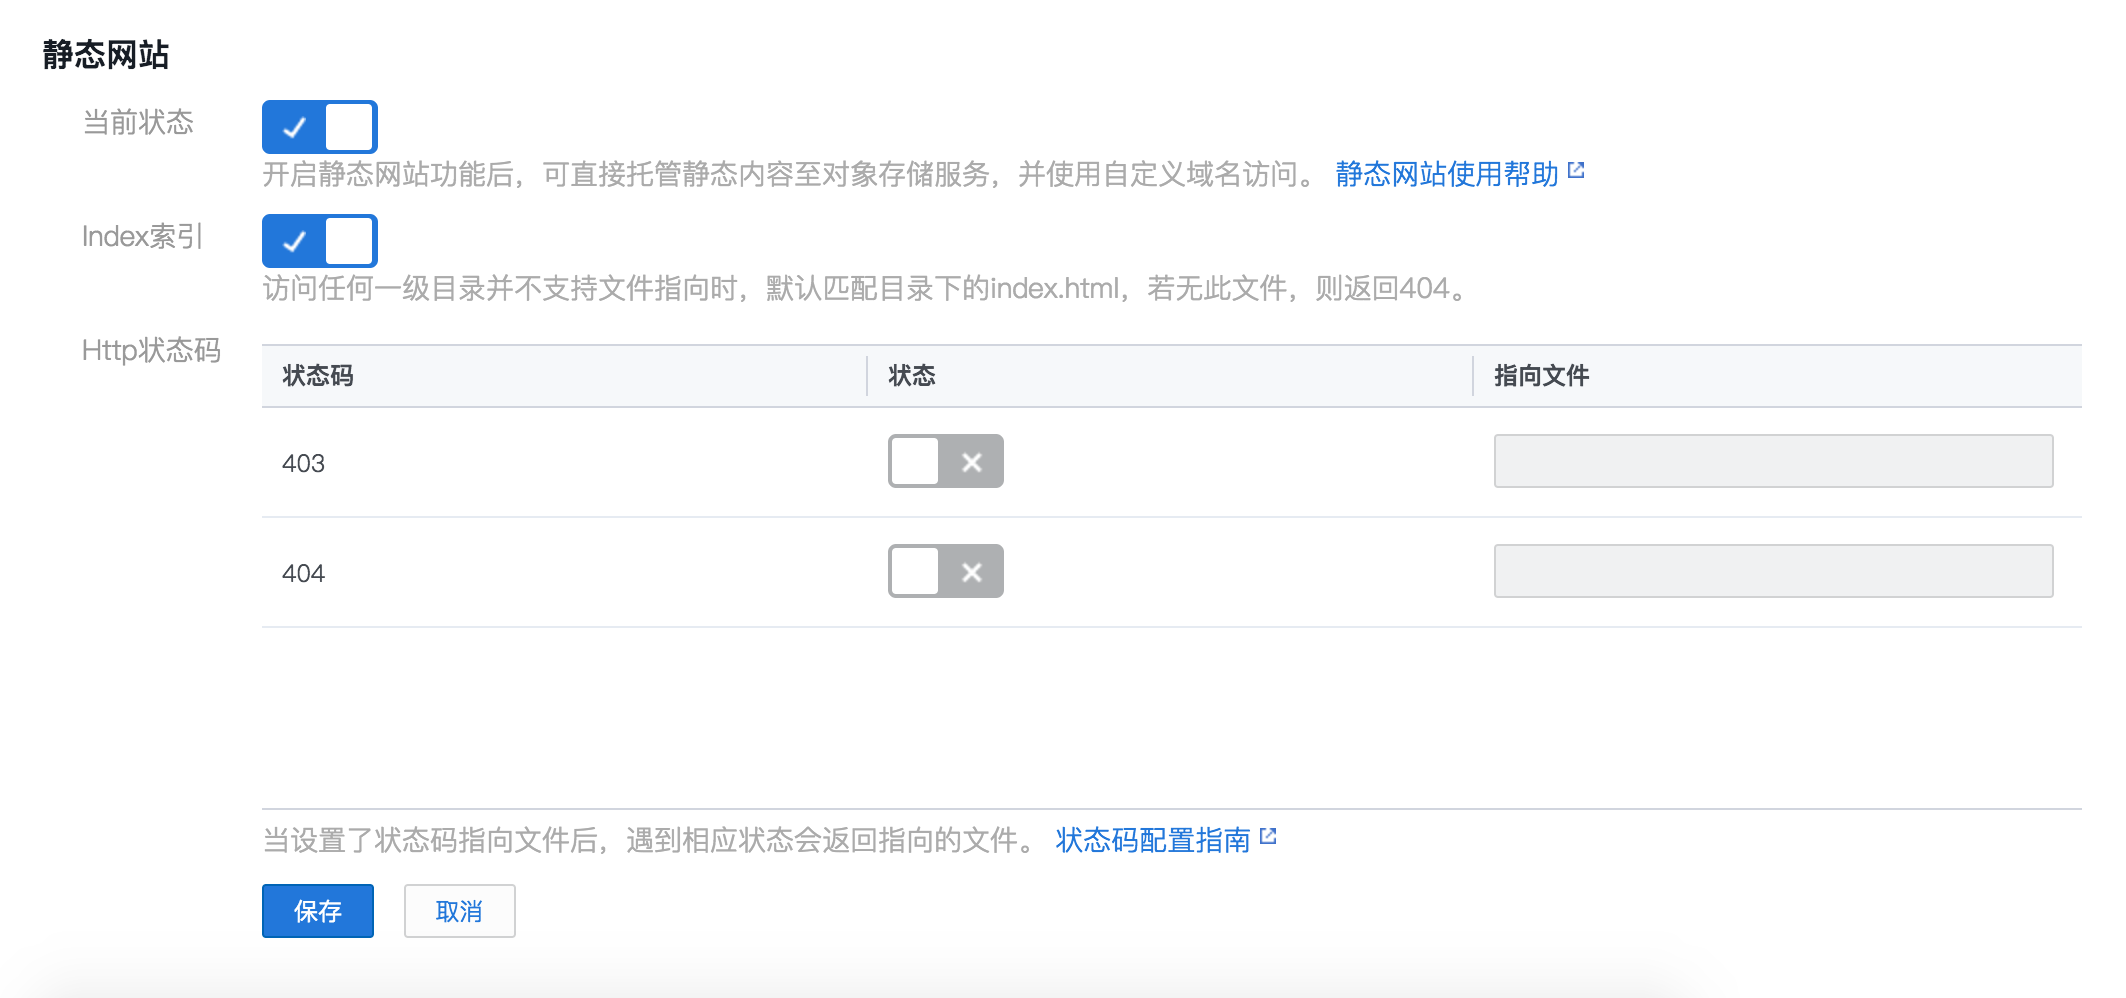 静态网站
当前状态
开启静态网站功能后，可直接托管静态内容至对象存储服务，并使用自定义域名访问。 静态网站使用帮助
Index索引
访问任何一级目录并不支持文件指向时，默认匹配目录下的index.html，若无此文件，则返回404。
Http状态码
状态码 状态 指向文件
403
404
当设置了状态码指向文件后，遇到相应状态会返回指向的文件。 状态码配置指南
保存 取消